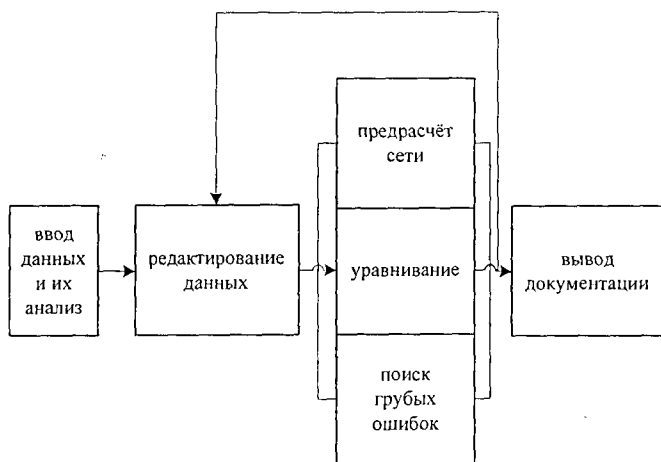 ввод
данных
и их
анализ
редактирование
данных
предрасчёт
сети
уравнивание
поиск
грубых
ошибок
вывод
документации